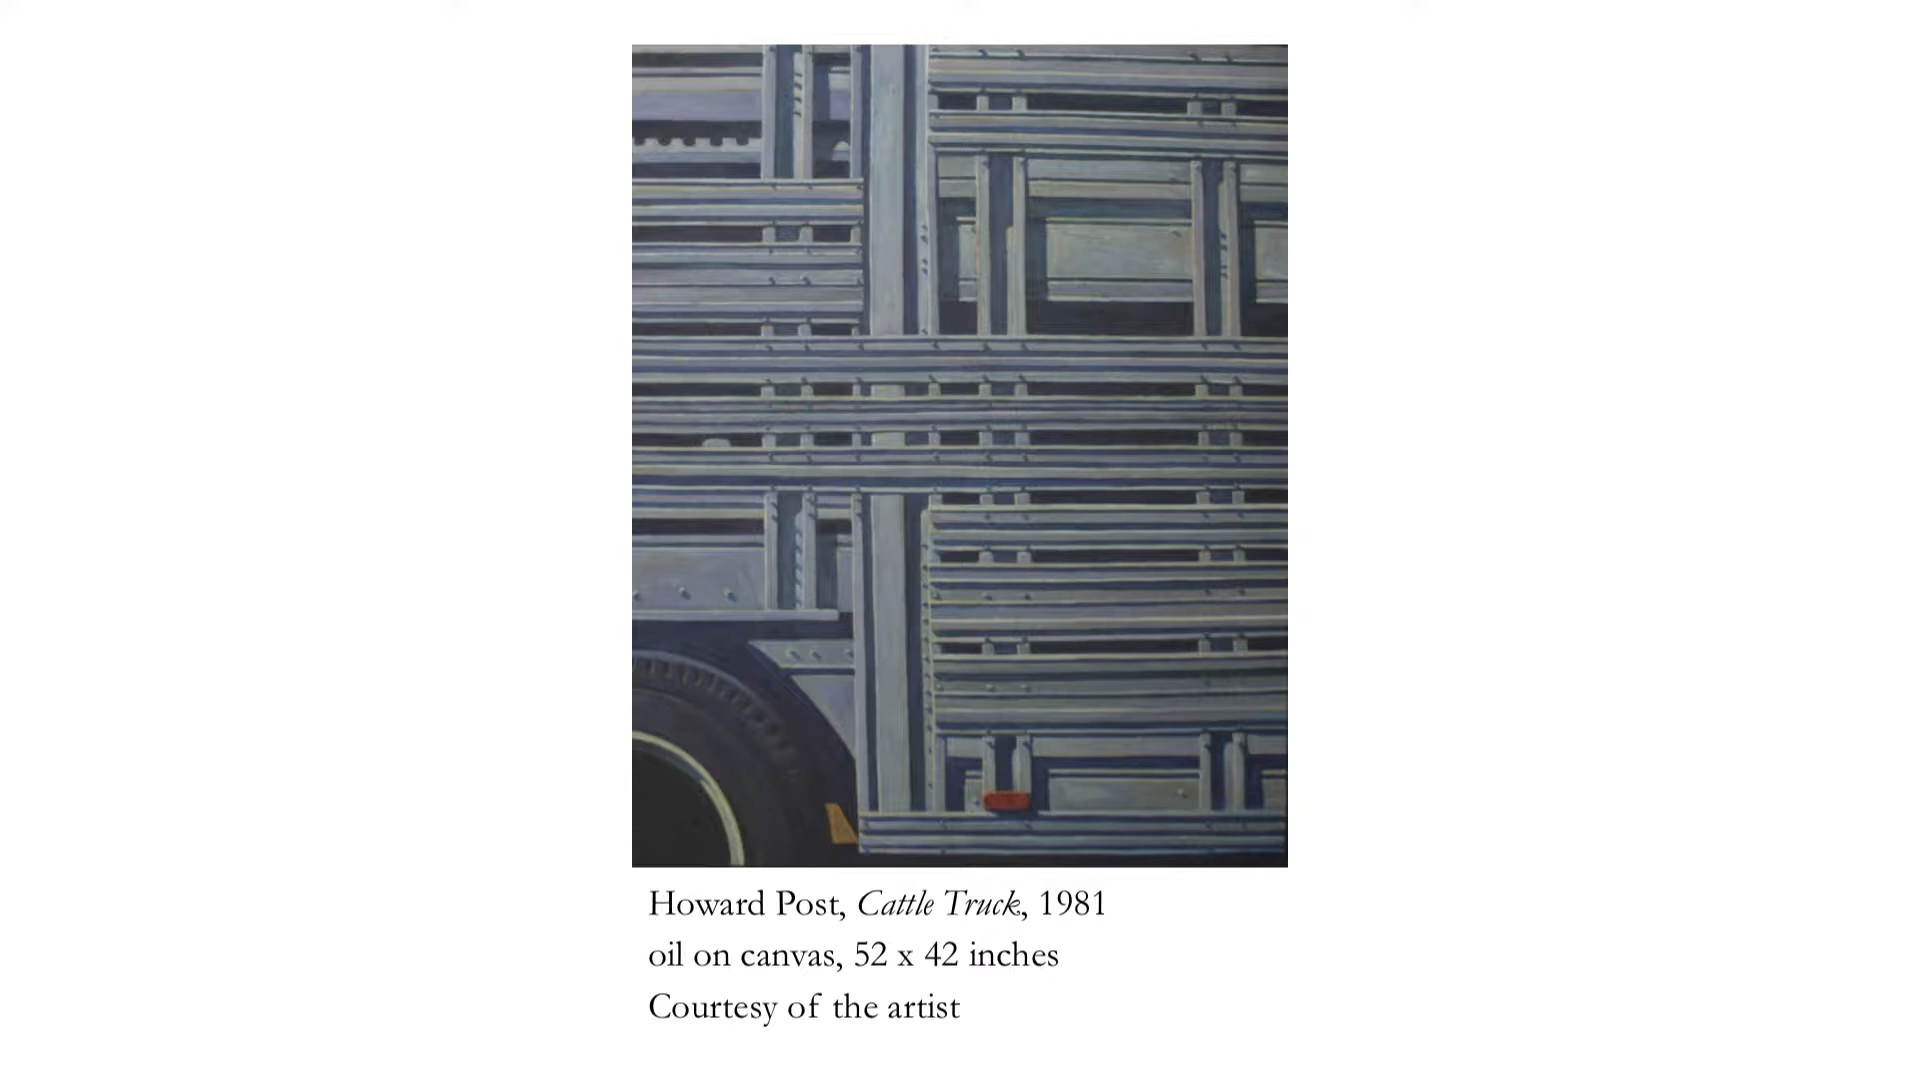 Howard Post, Cattle Truck, 1981
oil on canvas, 52 x 42 inches
Courtesy of the artist